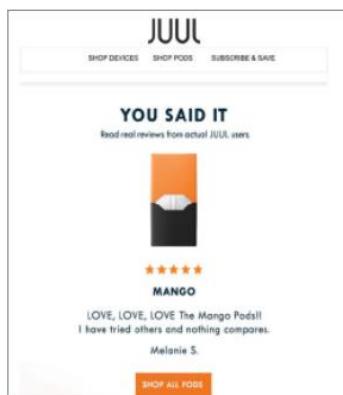 JUUL
SHOP DEVICES SHOP PODS SUBSCRIBE & SAVE
YOU SAID IT
Read real reviews from actual JUUL users
MANGO
LOVE, LOVE, LOVE The Mango Pods!!
I have tried others and nothing compares.
Melanie S.
SHOP ALL PODS